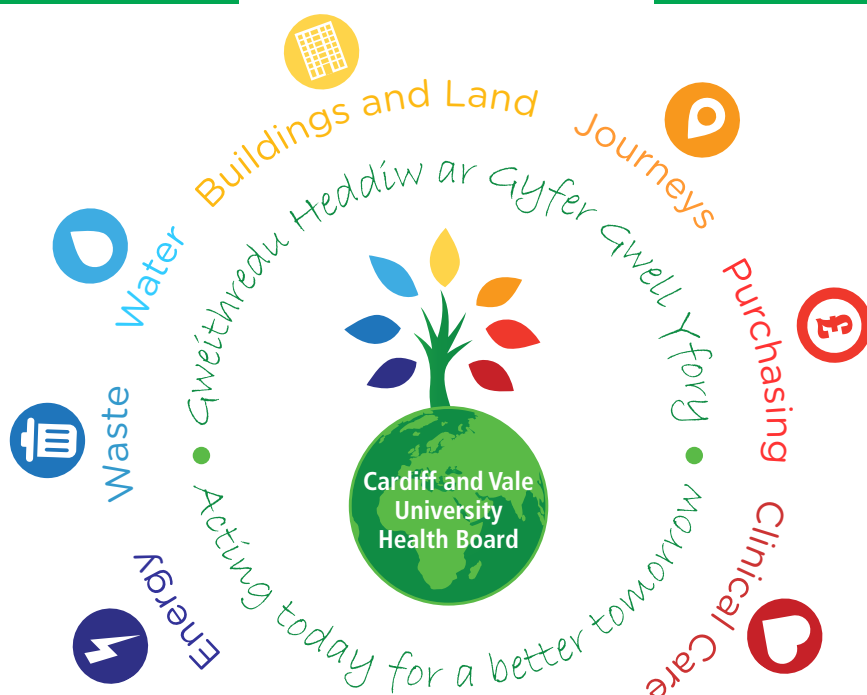 Buildings and Land
Journeys
Purchasing
Clinical Care
Energy
Waste
Water
Gweithredu Heddiw ar Gyfer Gwell Yfory
Acting today for a better tomorrow
Cardiff and Vale
University
Health Board
£